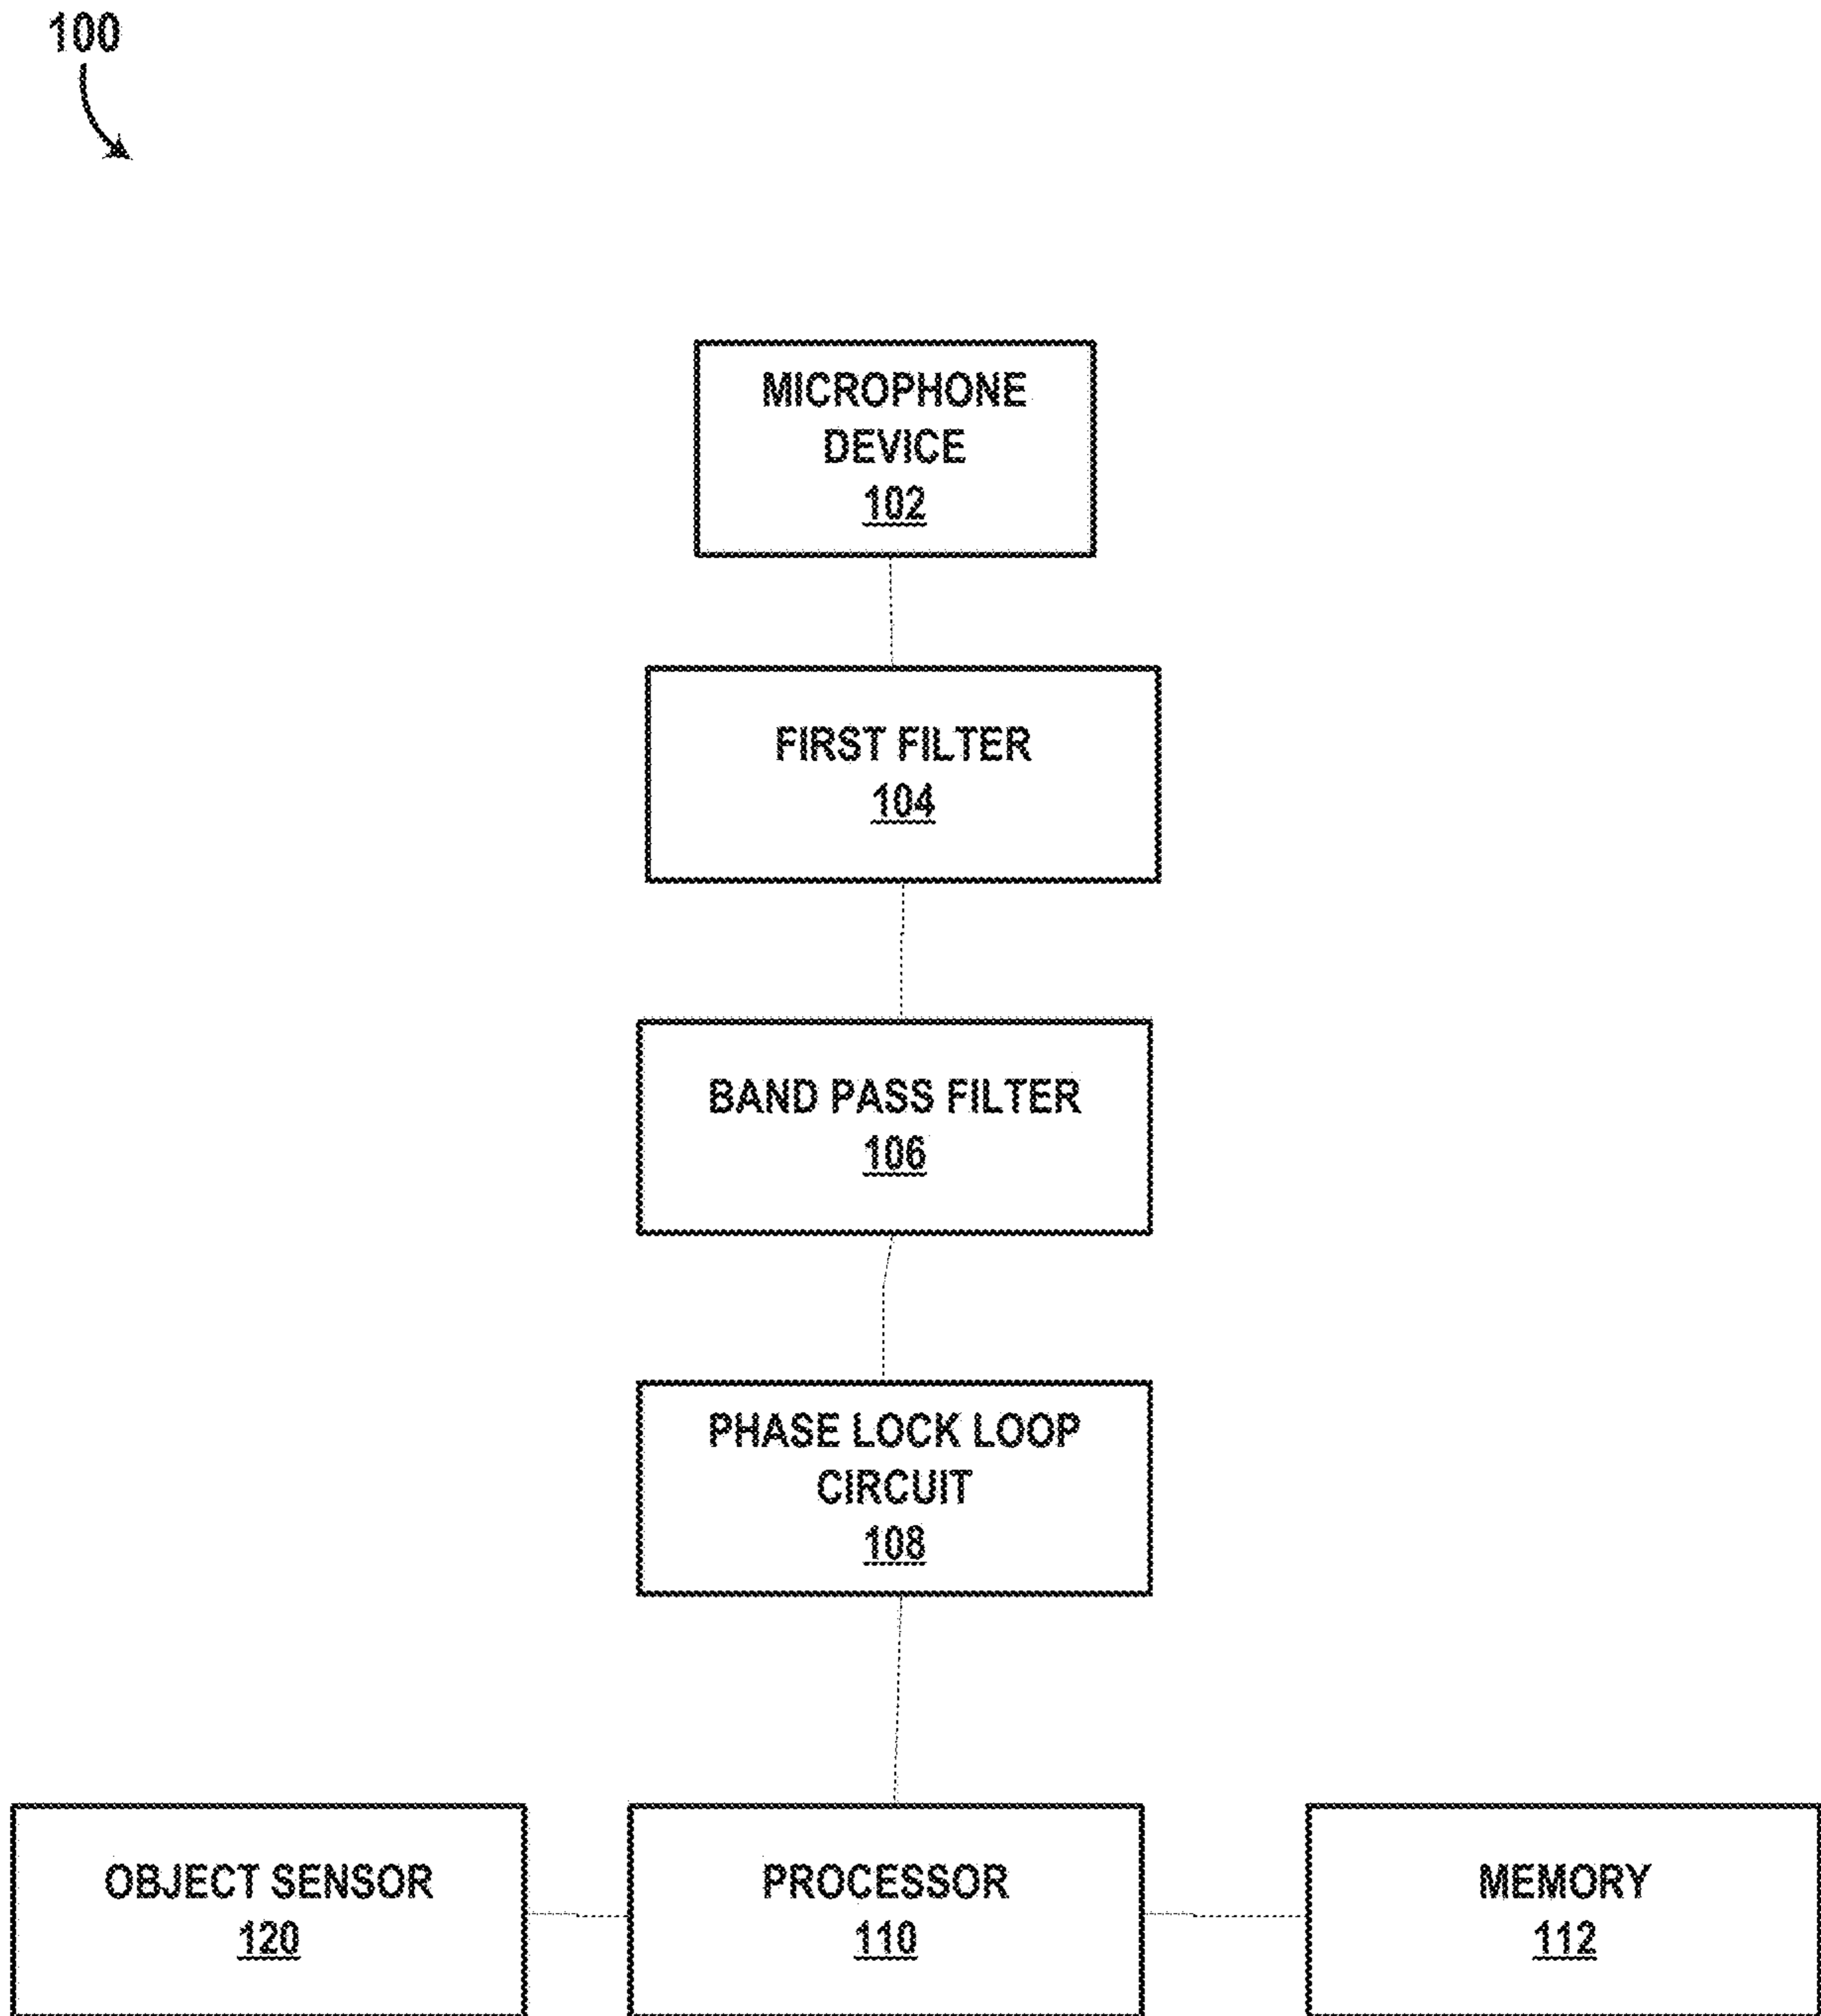 100
MICROPHONE
DEVICE
102
FIRST FILTER
104
BAND PASS FILTER
106
PHASE LOCK LOOP
CIRCUIT
108
OBJECT SENSOR
120
PROCESSOR
110
MEMORY
112